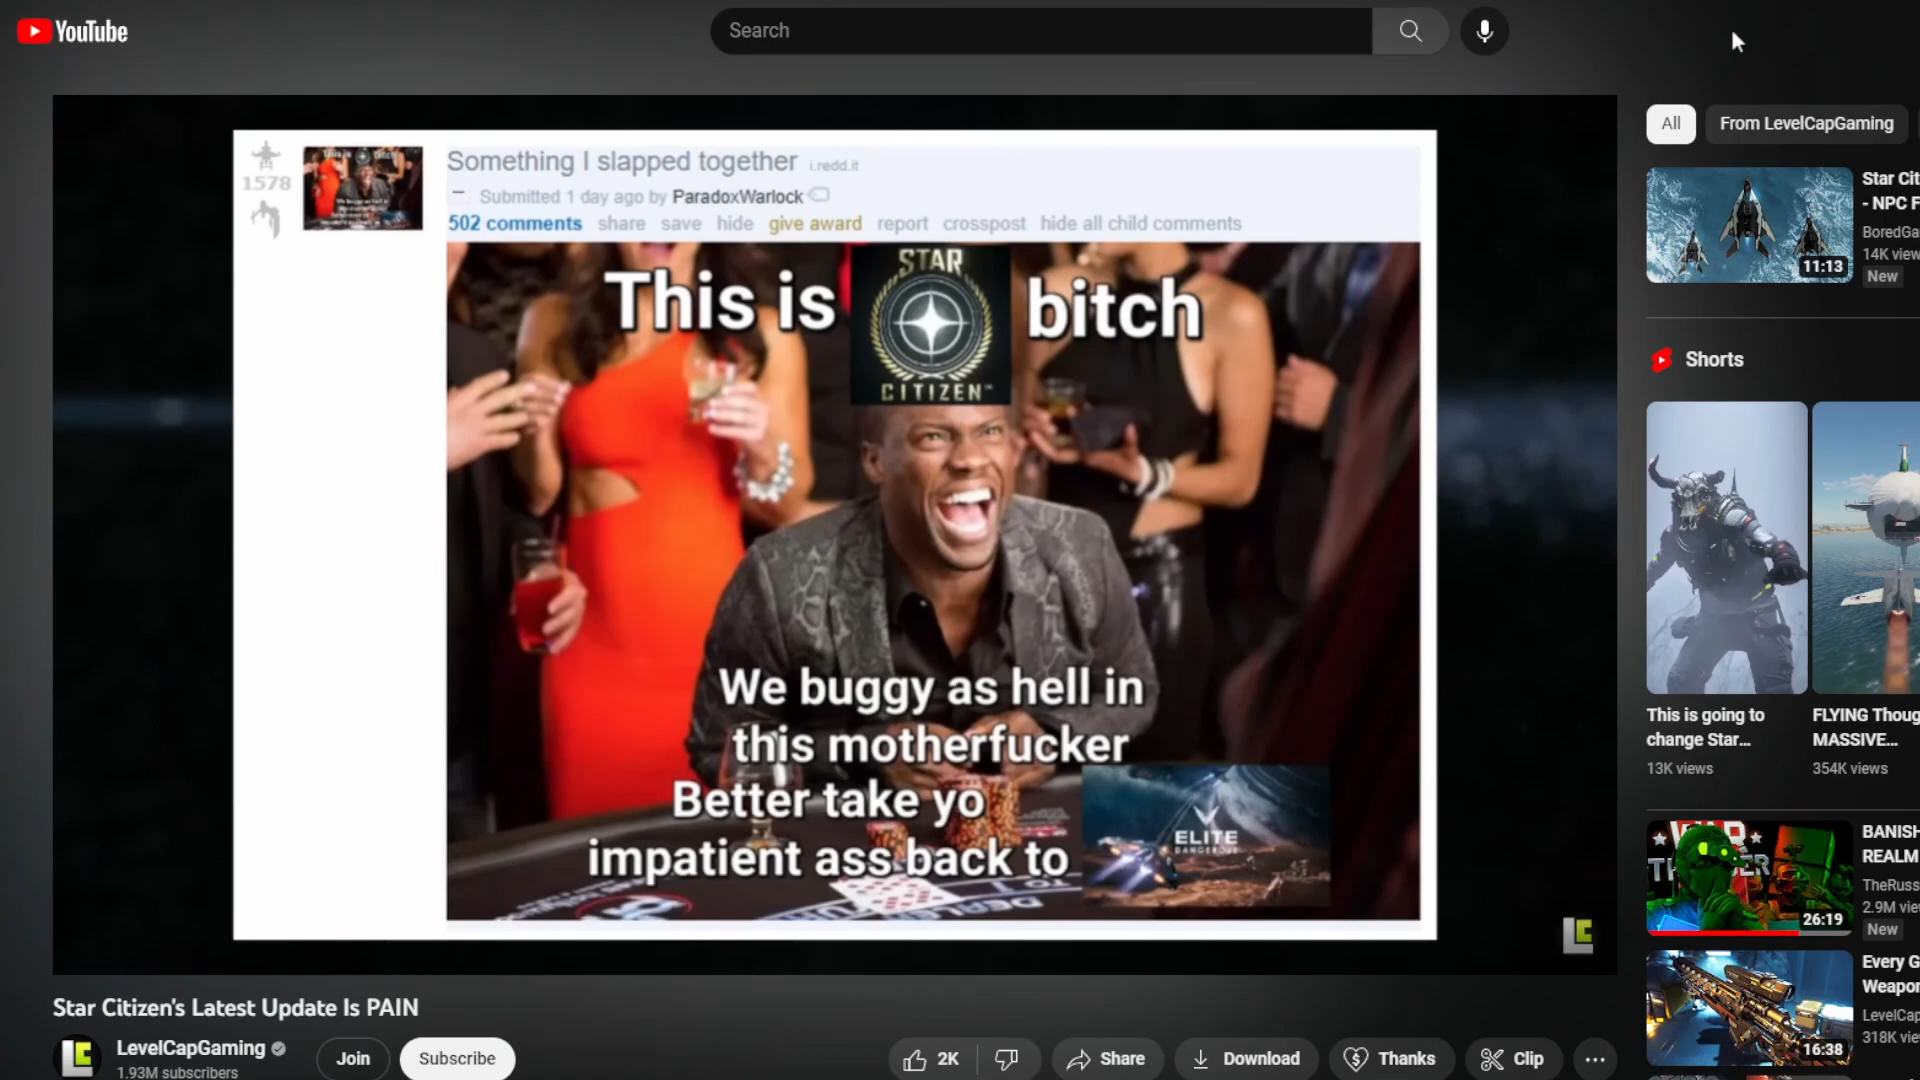 YouTube
Search
All
From LevelCapGaming
1578
Something I slapped together i.redd.it
Submitted 1 day ago by ParadoxWarlock
502 comments share save hide give award report crosspost hide all child comments
This is
STAR
CITIZEN™
bitch
We buggy as hell in
this motherfucker
Better take yo
impatient ass back to
ELITE
DANGEROUS
LC
Star Citizen's Latest Update Is PAIN
LC
LevelCapGaming
1.93M subscribers
Join
Subscribe
2K
Share
Download
Thanks
Clip
11:13
Star Cit
- NPC F
BoredGa
14K view
New
Shorts
This is going to
change Star...
13K views
FLYING Thoug
MASSIVE...
354K views
26:19
BANISH
REALM
TheRuss
2.9M vie
New
16:38
Every G
Weapon
LevelCap
318K vie